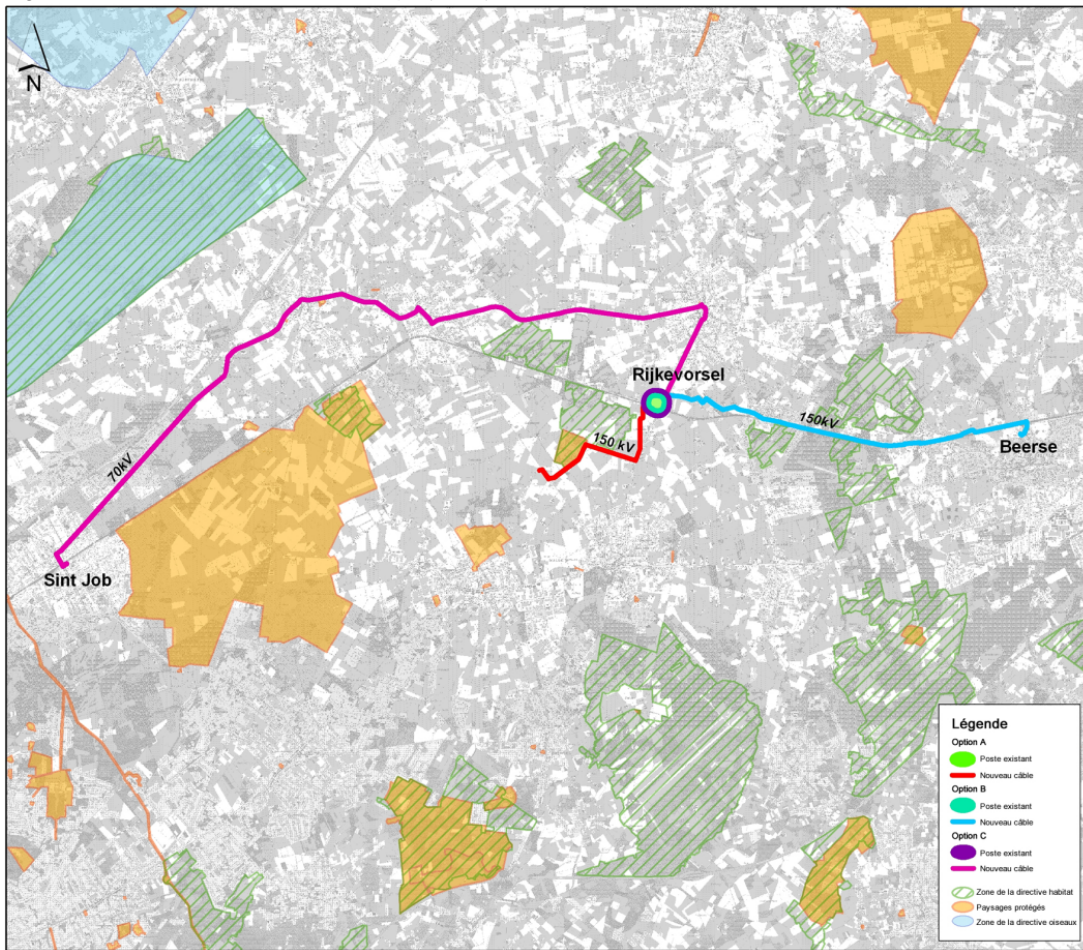 N
Rijkevorsel
150kV
150 kV
Beerse
70kV
Sint Job
Légende
Option A
Poste existant
Nouveau câble
Option B
Poste existant
Nouveau câble
Option C
Poste existant
Nouveau câble
Zone de la directive habitat
Paysages protégés
Zone de la directive oiseaux